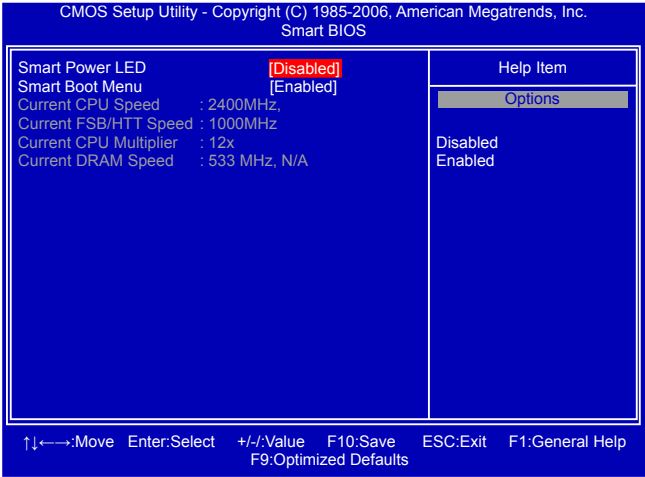 CMOS Setup Utility - Copyright (C) 1985-2006, American Megatrends, Inc.
Smart BIOS
Smart Power LED [Disabled]
Smart Boot Menu [Enabled]
Current CPU Speed : 2400MHz,
Current FSB/HTT Speed : 1000MHz
Current CPU Multiplier : 12x
Current DRAM Speed : 533 MHz, N/A
Help Item
Options
Disabled
Enabled
↑↓←→:Move Enter:Select +/-/:Value F10:Save ESC:Exit F1:General Help
F9:Optimized Defaults